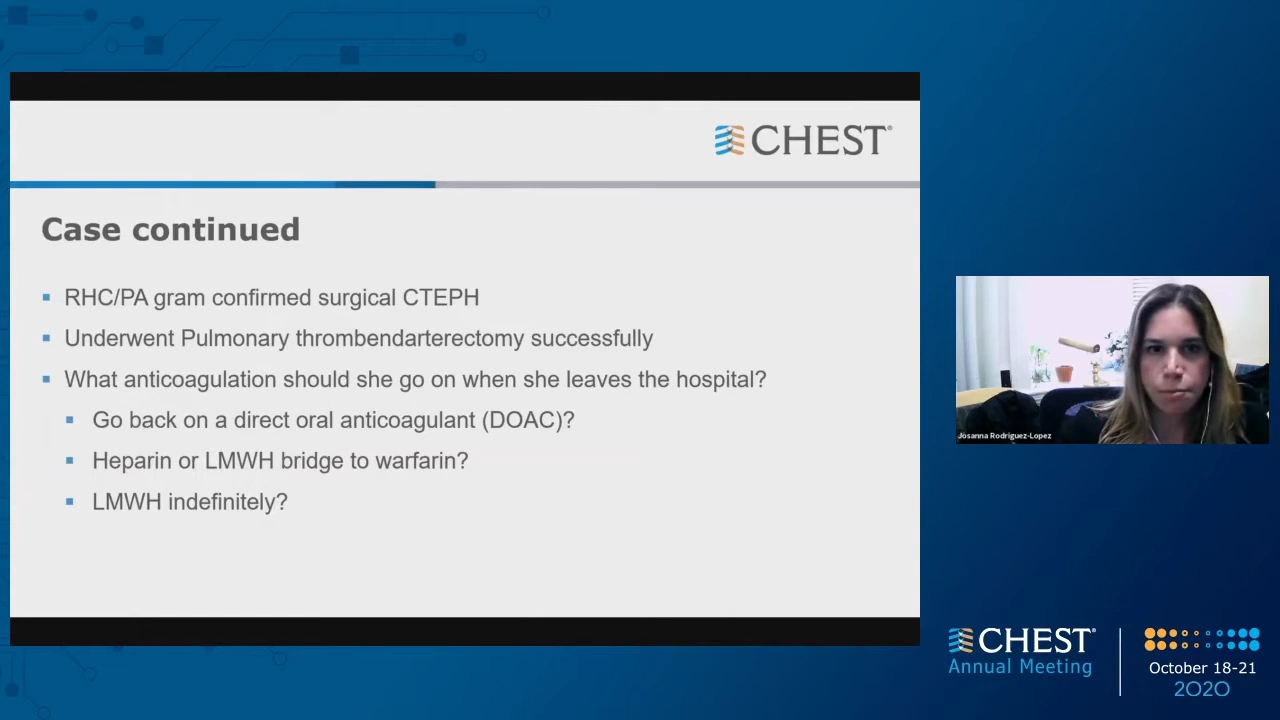 CHEST®
Case continued
RHC/PA gram confirmed surgical CTEPH
Underwent Pulmonary thrombendarterectomy successfully
What anticoagulation should she go on when she leaves the hospital?
Go back on a direct oral anticoagulant (DOAC)?
Heparin or LMWH bridge to warfarin?
LMWH indefinitely?
Josanna Rodriguez-Lopez
CHEST®
Annual Meeting
October 18-21
2020